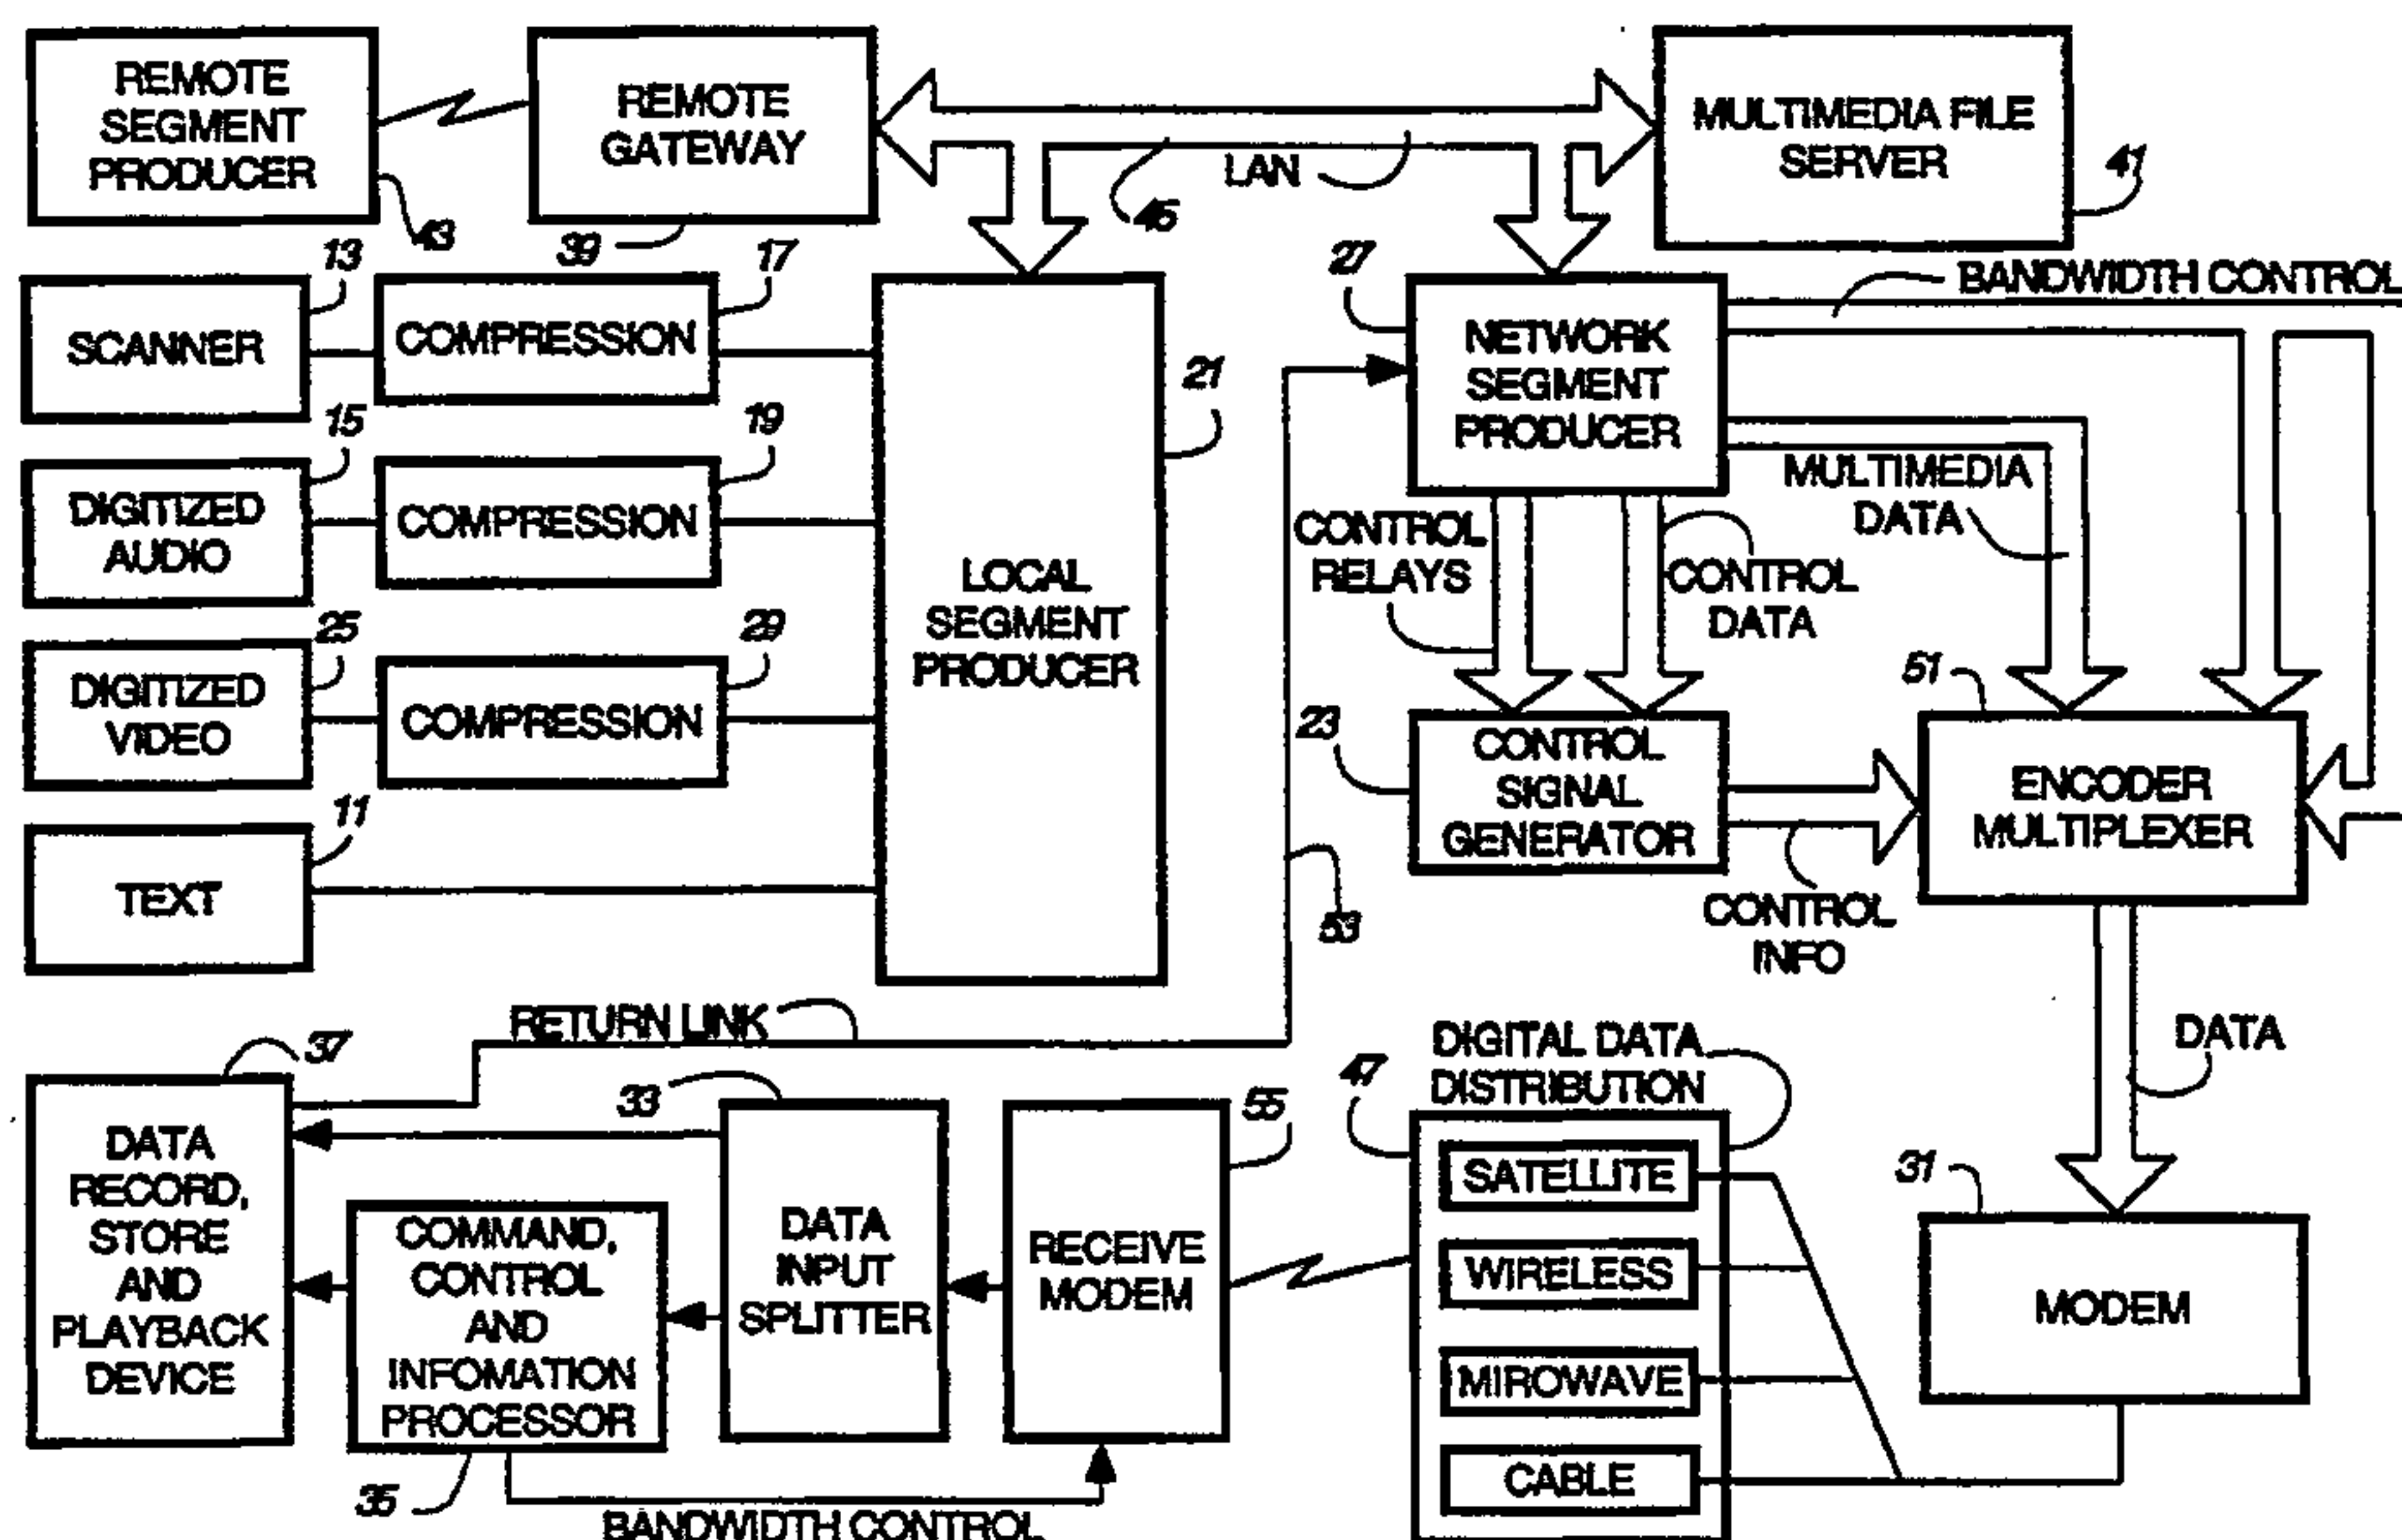 REMOTE
SEGMENT
PRODUCER
43
REMOTE
GATEWAY
39
LAN
45
MULTIMEDIA FILE
SERVER
41
SCANNER
13
COMPRESSION
17
DIGITIZED
AUDIO
15
COMPRESSION
19
DIGITIZED
VIDEO
25
COMPRESSION
29
TEXT
11
LOCAL
SEGMENT
PRODUCER
21
27
NETWORK
SEGMENT
PRODUCER
BANDWIDTH CONTROL
MULTIMEDIA
DATA
CONTROL
RELAYS
CONTROL
DATA
23
CONTROL
SIGNAL
GENERATOR
CONTROL
INFO
51
ENCODER
MULTIPLEXER
53
RETURN LINK
DATA
37
DATA
RECORD,
STORE
AND
PLAYBACK
DEVICE
COMMAND,
CONTROL
AND
INFOMATION
PROCESSOR
35
33
DATA
INPUT
SPLITTER
55
RECEIVE
MODEM
BANDWIDTH CONTROL
47
DIGITAL DATA
DISTRIBUTION
SATELLITE
WIRELESS
MIROWAVE
CABLE
31
MODEM